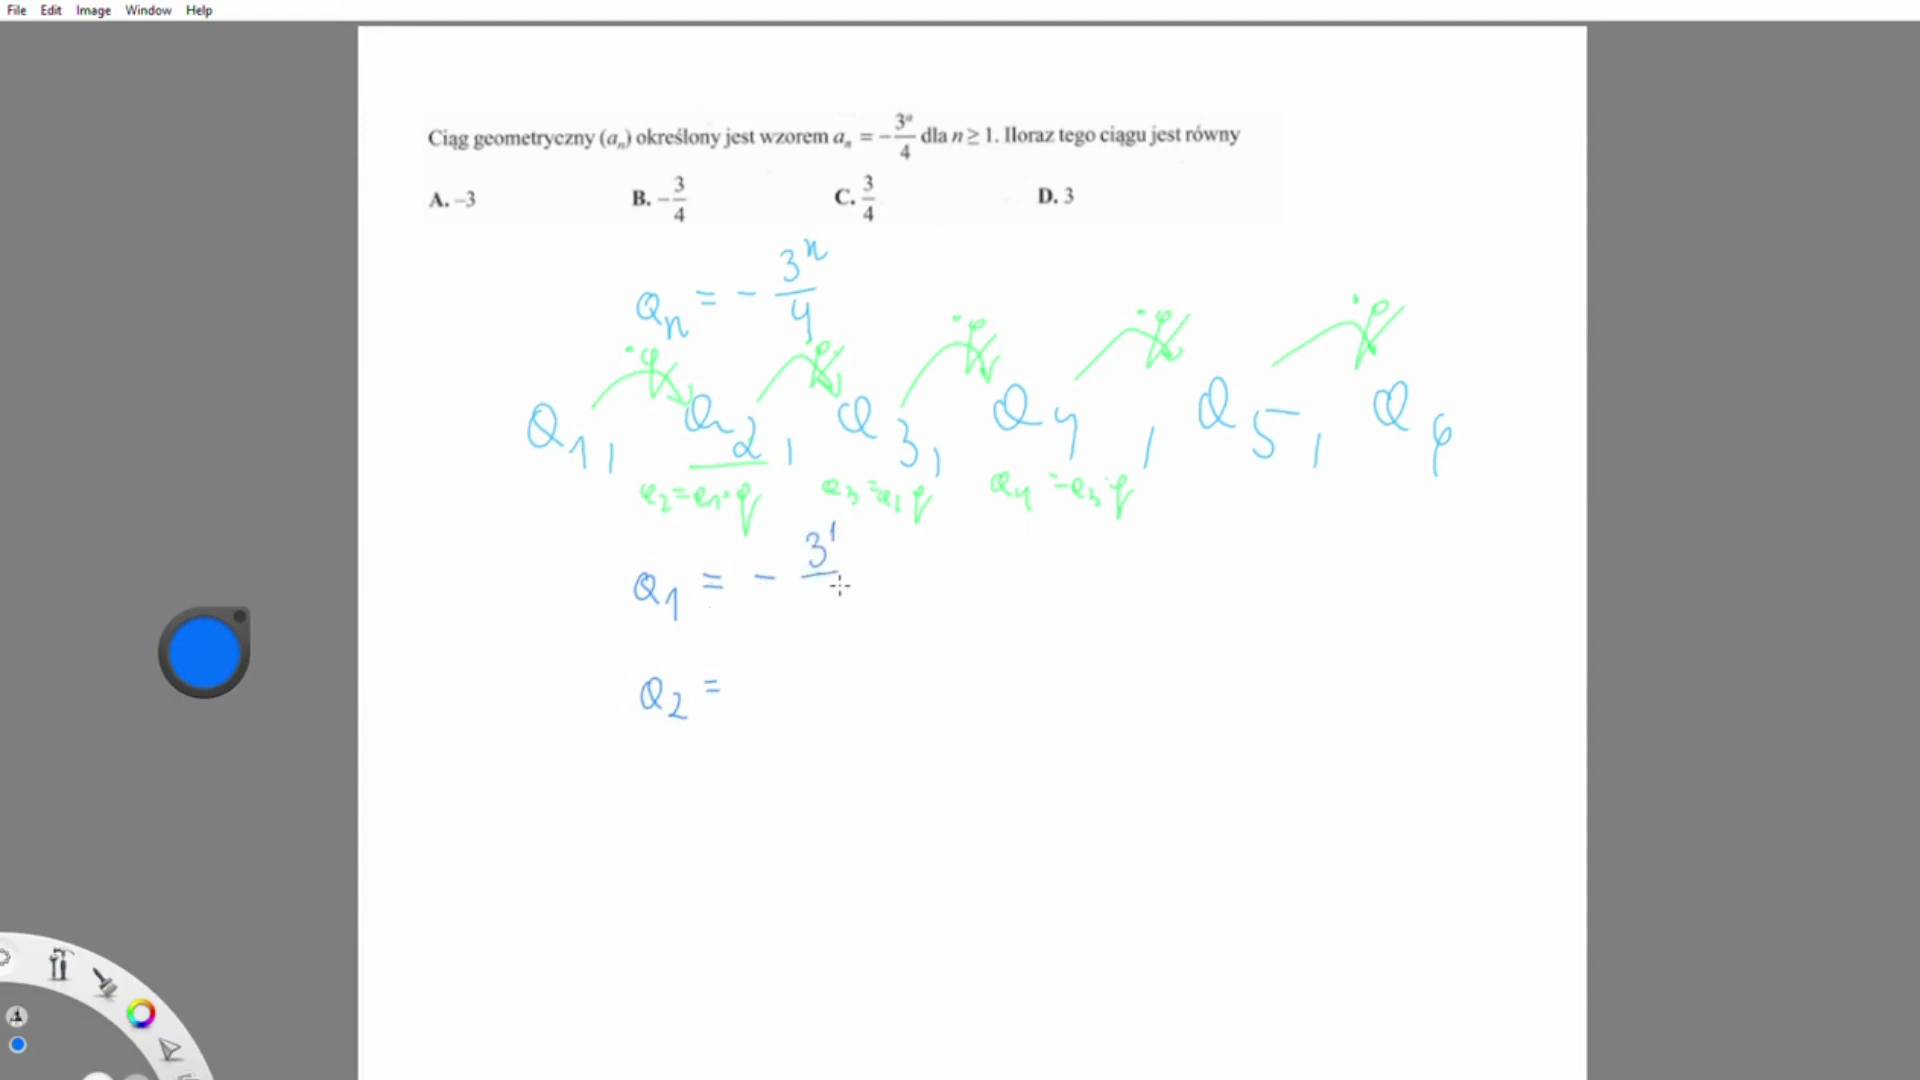 File Edit Image Window Help
Ciąg geometryczny (aₙ) określony jest wzorem aₙ = -3ⁿ/4 dla n ≥ 1. Iloraz tego ciągu jest równy
A. –3 B. -3/4 C. 3/4 D. 3
aₙ = - 3ⁿ/4
·q ·q ·q ·q ·q
a₁, a₂, a₃, a₄, a₅, a₆
a₂ = a₁·q a₃ = a₂ q a₄ = a₃·q
a₁ = - 3¹
a₂ =